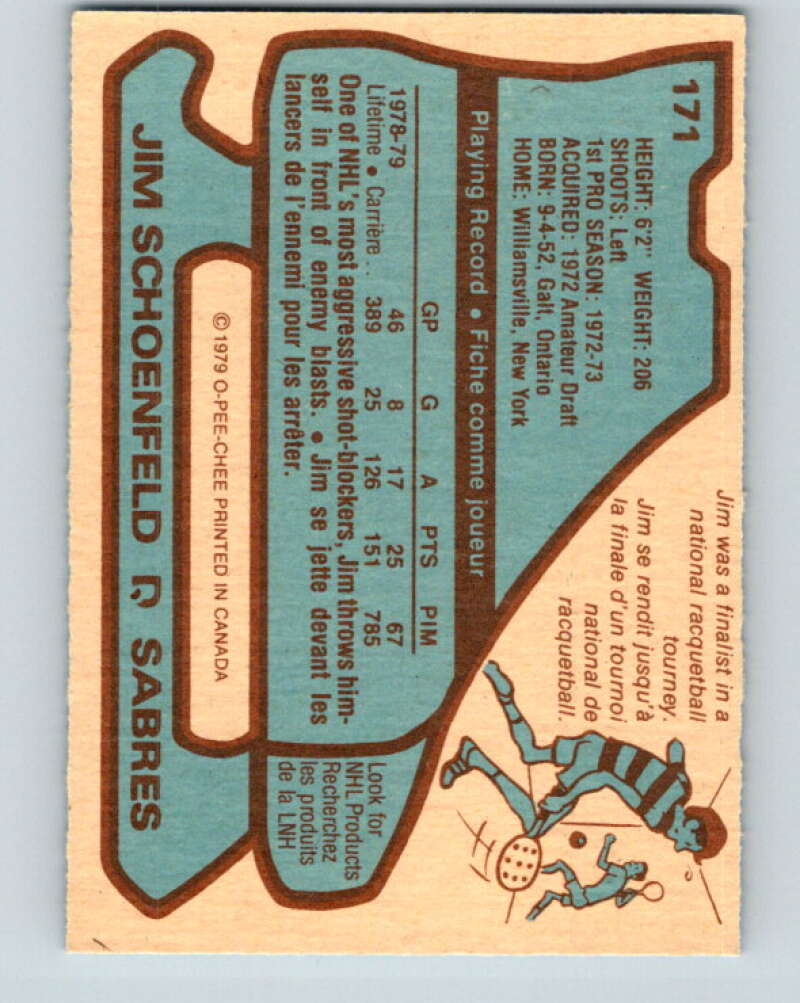 171
HEIGHT: 6'2" WEIGHT: 206
SHOOTS: Left
1st PRO SEASON: 1972-73
ACQUIRED: 1972 Amateur Draft
BORN: 9-4-52, Galt, Ontario
HOME: Williamsville, New York
Jim was a finalist in a
national racquetball
tourney.
Jim se rendit jusqu'à
la finale d'un tournoi
national de
racquetball.
Playing Record • Fiche comme joueur
GP G A PTS PIM
1978-79 46 8 17 25 67
Lifetime • Carrière .. 389 25 126 151 785
One of NHL's most aggressive shot-blockers, Jim throws him-
self in front of enemy blasts. • Jim se jette devant les
lancers de l'ennemi pour les arrêter.
Look for
NHL Products
Recherchez
les produits
de la LNH
© 1979 O-PEE-CHEE PRINTED IN CANADA
JIM SCHOENFELD D, SABRES